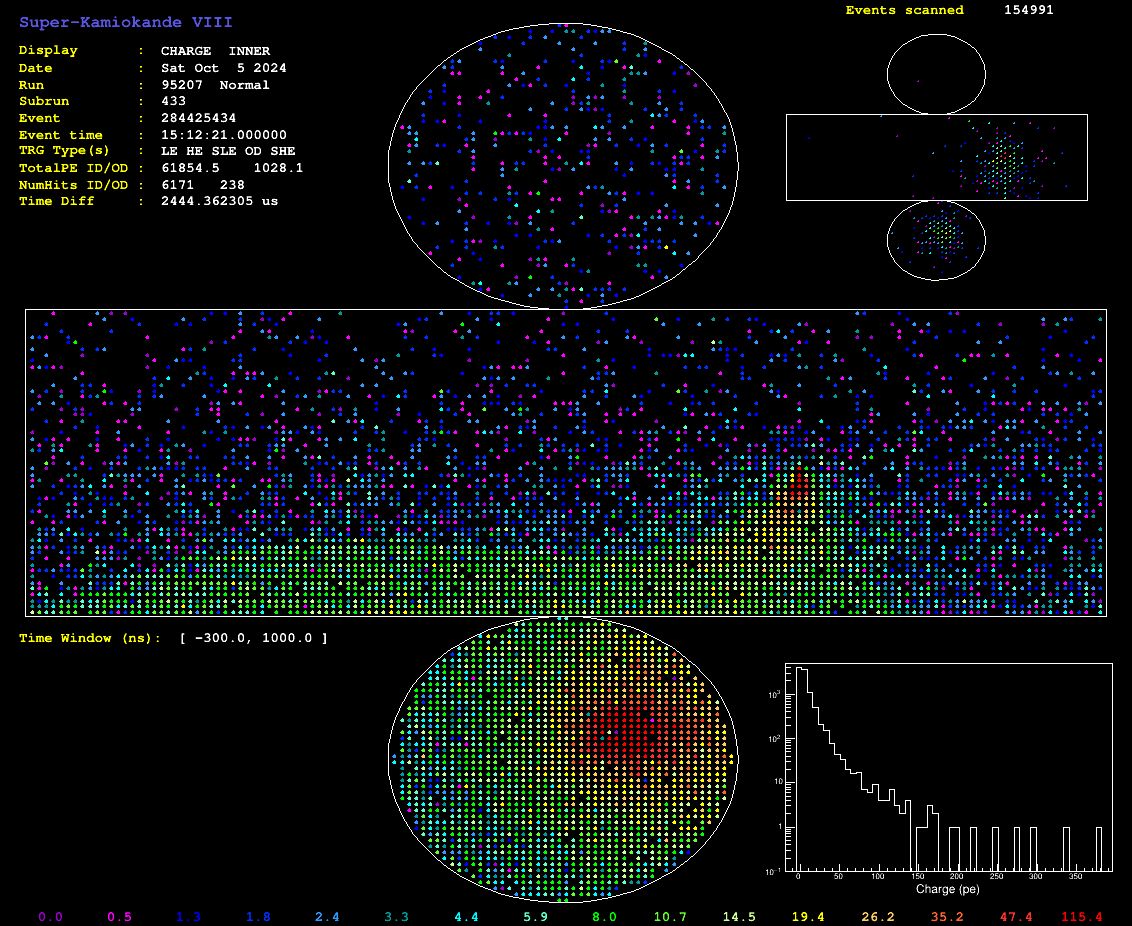 Super-Kamiokande VIII
Events scanned 154991
Display : CHARGE INNER
Date : Sat Oct 5 2024
Run : 95207 Normal
Subrun : 433
Event : 284425434
Event time : 15:12:21.000000
TRG Type(s) : LE HE SLE OD SHE
TotalPE ID/OD : 61854.5 1028.1
NumHits ID/OD : 6171 238
Time Diff : 2444.362305 us
Time Window (ns): [ -300.0, 1000.0 ]
10³
10²
10
1
10⁻¹
0 50 100 150 200 250 300 350
Charge (pe)
0.0 0.5 1.3 1.8 2.4 3.3 4.4 5.9 8.0 10.7 14.5 19.4 26.2 35.2 47.4 115.4